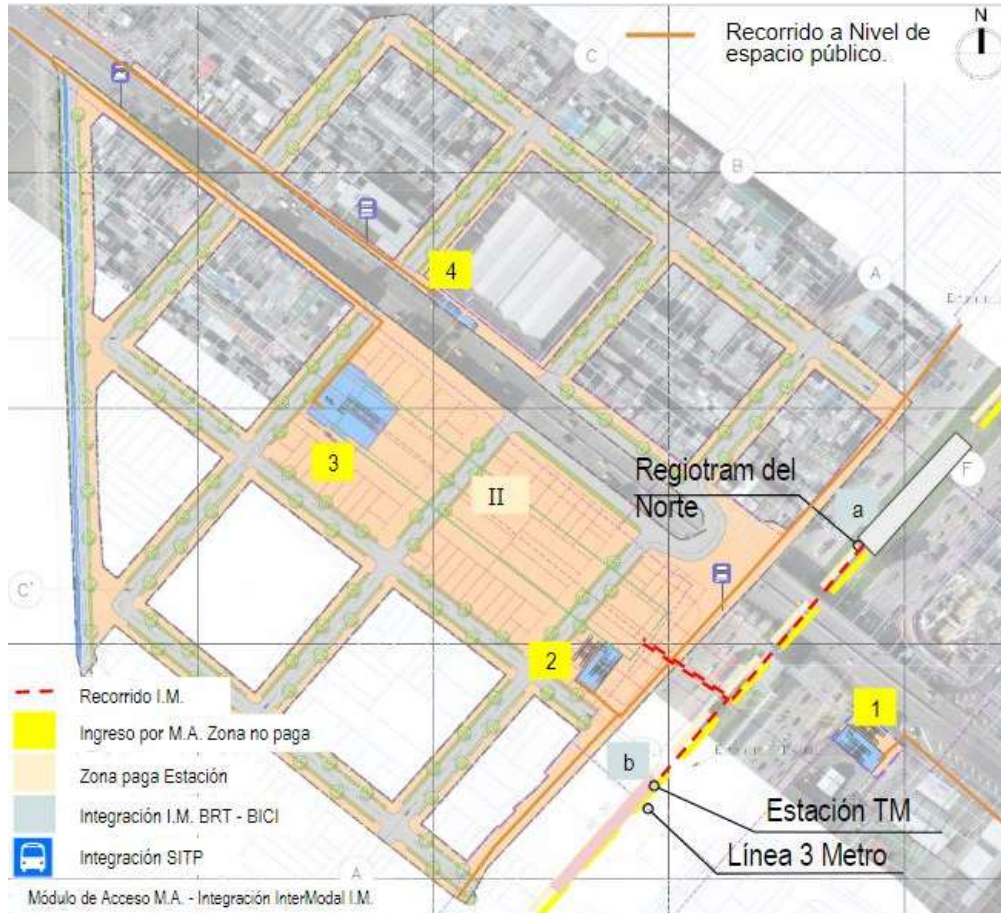 Recorrido a Nivel de
espacio público.
N
C
B
A
4
3
II
Regiotram del
Norte
a
F
C'
2
1
b
Estación TM
Línea 3 Metro
A
Recorrido I.M.
Ingreso por M.A. Zona no paga
Zona paga Estación
Integración I.M. BRT - BICI
Integración SITP
Módulo de Acceso M.A. - Integración InterModal I.M.